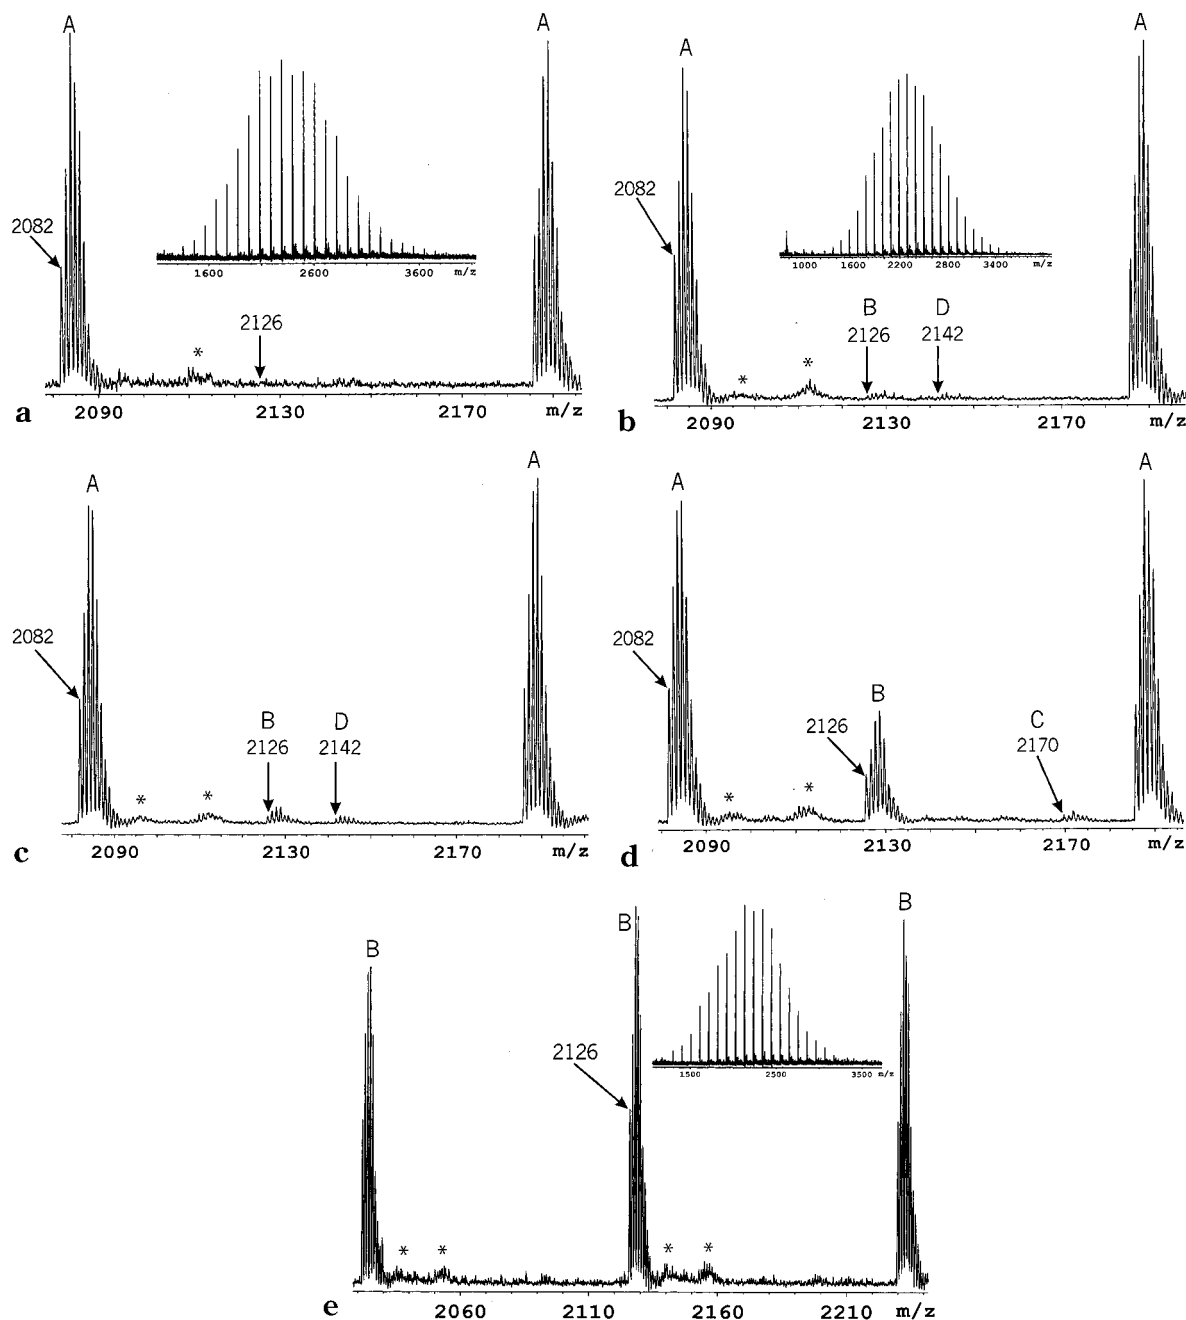 A
A
2082
*
2126
1600 2600 3600 m/z
a
2090 2130 2170 m/z
A
A
2082
*
*
B
2126
D
2142
1000 1600 2200 2800 3400 m/z
b
2090 2130 2170 m/z
A
A
2082
*
*
B
2126
D
2142
c
2090 2130 2170 m/z
A
A
2082
*
*
2126
B
C
2170
d
2090 2130 2170 m/z
B
B
B
2126
*
*
*
*
1500 2500 3500 m/z
e
2060 2110 2160 2210 m/z